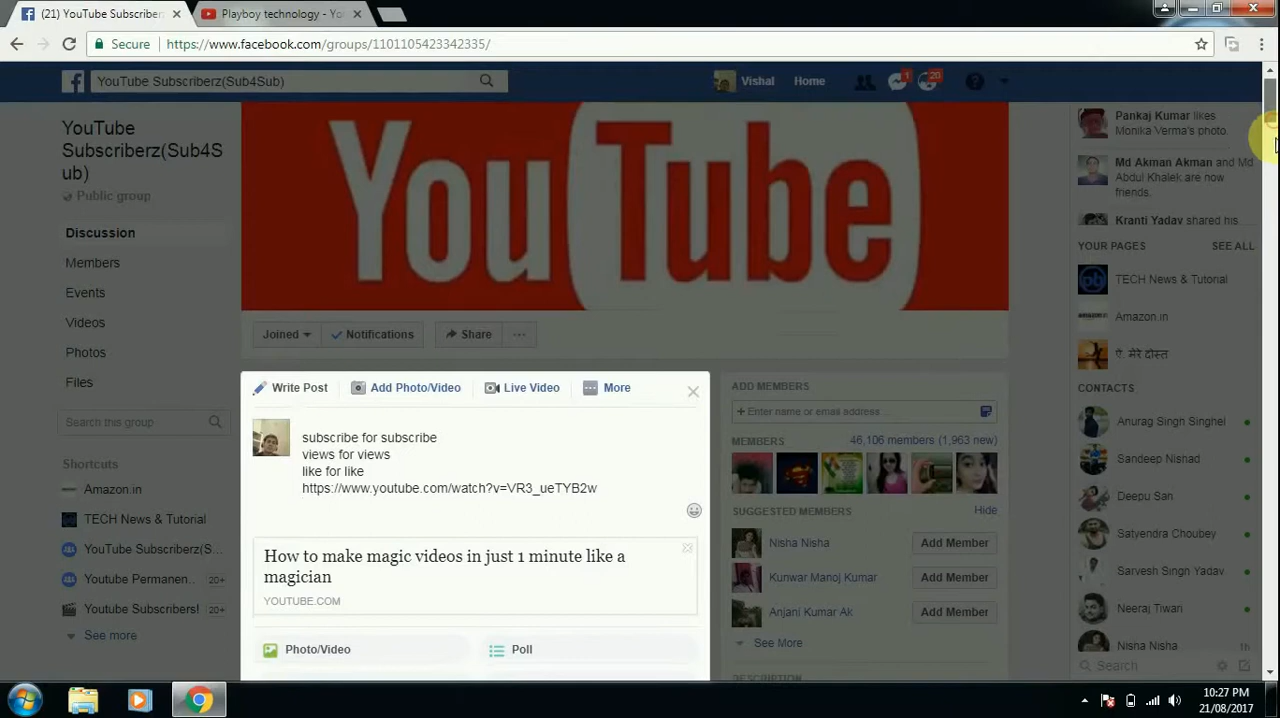 (21) YouTube Subscriber
Playboy technology - Yo
Secure
https://www.facebook.com/groups/1101105423342335/
YouTube Subscriberz(Sub4Sub)
Vishal
Home
1
20
YouTube
Subscriberz(Sub4S
ub)
Public group
Discussion
Members
Events
Videos
Photos
Files
Search this group
Shortcuts
Amazon.in
TECH News & Tutorial
YouTube Subscriberz(S...
Youtube Permanen... 20+
YouTube Subscribers! 20+
See more
YouTube
Joined
Notifications
Share
Write Post
Add Photo/Video
Live Video
More
subscribe for subscribe
views for views
like for like
https://www.youtube.com/watch?v=VR3_ueTYB2w
How to make magic videos in just 1 minute like a
magician
YOUTUBE.COM
Photo/Video
Poll
ADD MEMBERS
+ Enter name or email address...
MEMBERS
46,106 members (1,963 new)
SUGGESTED MEMBERS
Hide
Nisha Nisha
Add Member
Kunwar Manoj Kumar
Add Member
Anjani Kumar Ak
Add Member
See More
DESCRIPTION
Pankaj Kumar likes
Monika Verma's photo.
Md Akman Akman and Md
Abdul Khalek are now
friends.
Kranti Yadav shared his
YOUR PAGES
SEE ALL
TECH News & Tutorial
Amazon.in
ऐ मेरे दोस्त
CONTACTS
Anurag Singh Singhel
Sandeep Nishad
Deepu San
Satyendra Choubey
Sarvesh Singh Yadav
Neeraj Tiwari
Nisha Nisha 1h
Search
10:27 PM
21/08/2017